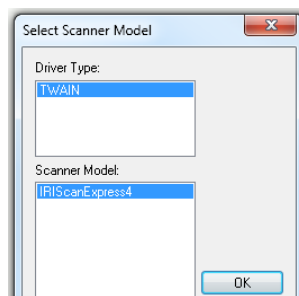 Select Scanner Model
Driver Type:
TWAIN
Scanner Model:
IRIScanExpress4
OK